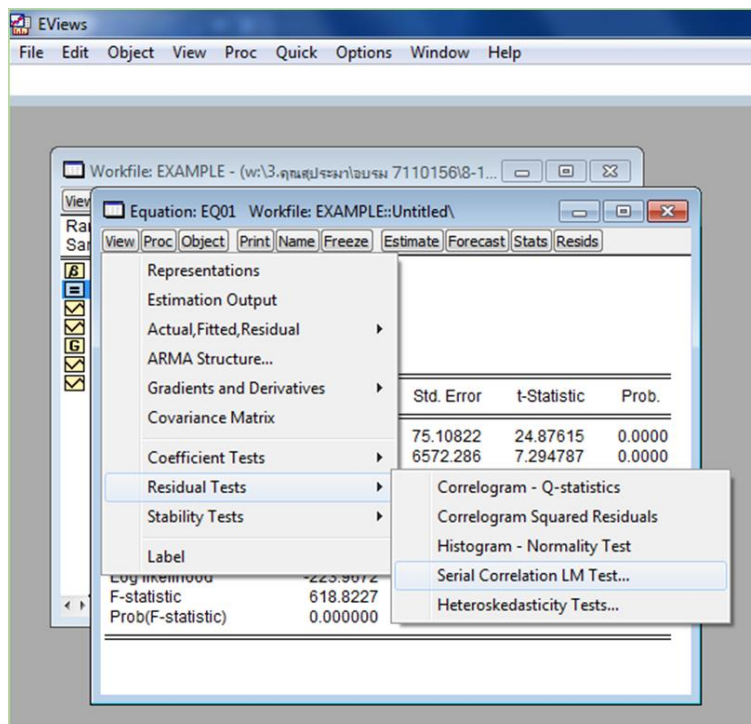 EViews
File Edit Object View Proc Quick Options Window Help
Workfile: EXAMPLE - (w:\3.คุณสุประมา\อบรม 7110156\8-1...
View
Equation: EQ01 Workfile: EXAMPLE::Untitled\
View Proc Object Print Name Freeze Estimate Forecast Stats Resids
Representations
Estimation Output
Actual,Fitted,Residual
ARMA Structure...
Gradients and Derivatives
Covariance Matrix
Coefficient Tests
Residual Tests
Stability Tests
Label
Std. Error t-Statistic Prob.
75.10822 24.87615 0.0000
6572.286 7.294787 0.0000
Correlogram - Q-statistics
Correlogram Squared Residuals
Histogram - Normality Test
Serial Correlation LM Test...
Heteroskedasticity Tests...
Log likelihood -223.9672
F-statistic 618.8227
Prob(F-statistic) 0.000000